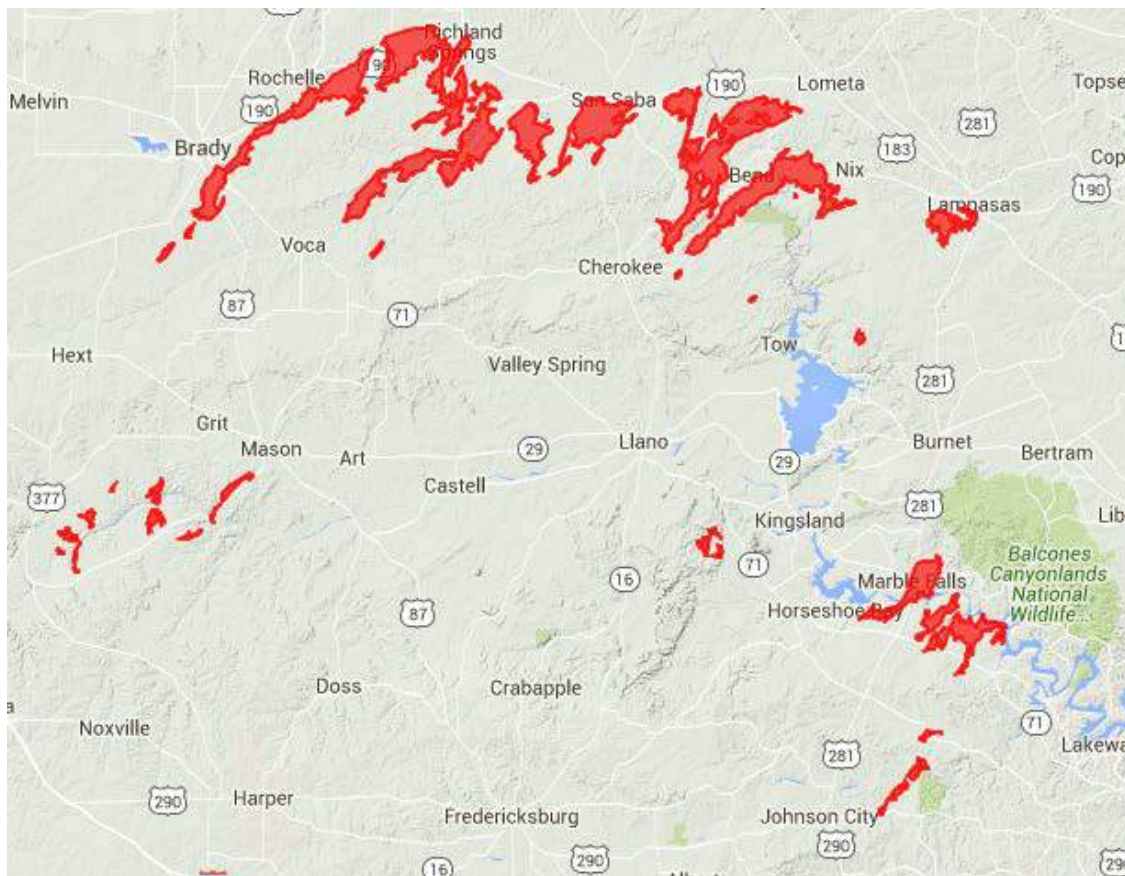 Richland
Springs
190
Rochelle
Melvin
190
San Saba
190
Lometa
Topse
281
Brady
183
Cop
190
Bend
Nix
Lampasas
Voca
Cherokee
87
71
Hext
Valley Spring
Tow
281
Grit
Mason
Art
29
Llano
29
Burnet
Bertram
377
Castell
281
Lib
Kingsland
16
71
Balcones
Canyonlands
National
Wildlife...
Marble Falls
Horseshoe Bay
87
Doss
Crabapple
Noxville
71
Lakewa
281
290
Harper
Fredericksburg
Johnson City
290
16
290
290